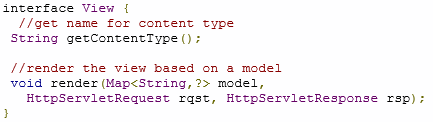 interface View {
//get name for content type
String getContentType();
//render the view based on a model
void render(Map<String,?> model,
HttpServletRequest rqst, HttpServletResponse rsp);
}